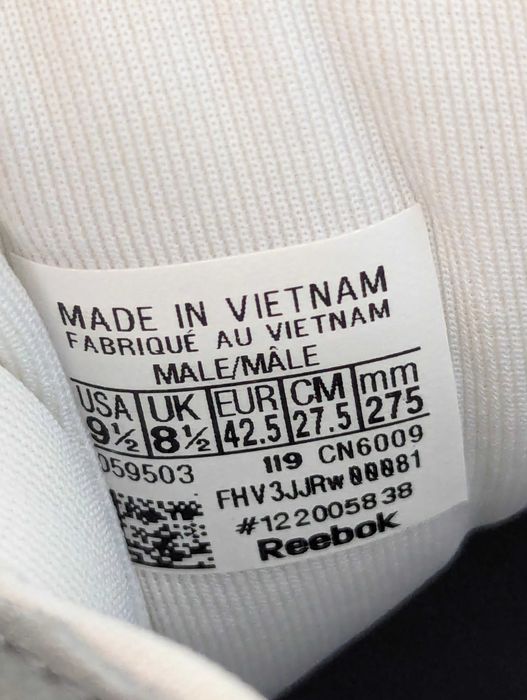 MADE IN VIETNAM
FABRIQUÉ AU VIETNAM
MALE/MÂLE
USA UK EUR CM mm
9½ 8½ 42.5 27.5 275
059503 119 CN6009
FHV3JJRw00081
#122005838
Reebok